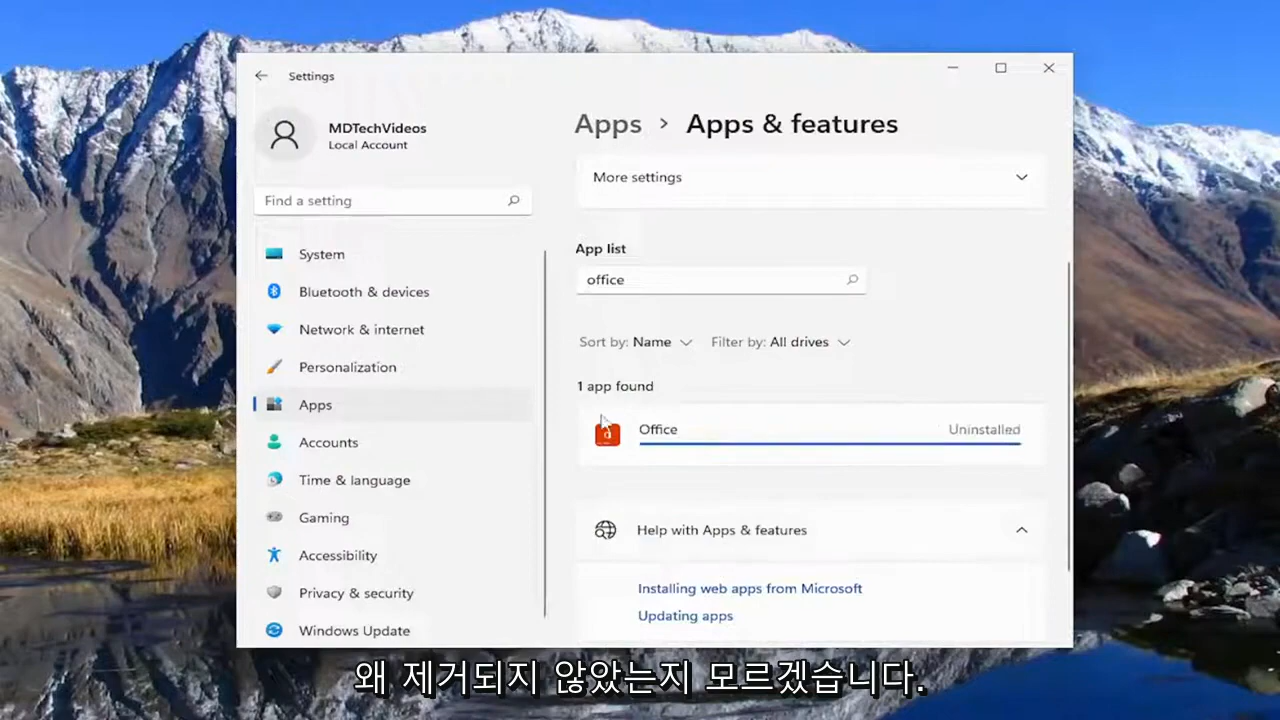 Settings
MDTechVideos
Local Account
Find a setting
System
Bluetooth & devices
Network & internet
Personalization
Apps
Accounts
Time & language
Gaming
Accessibility
Privacy & security
Windows Update
Apps > Apps & features
More settings
App list
office
Sort by: Name Filter by: All drives
1 app found
Office Uninstalled
Help with Apps & features
Installing web apps from Microsoft
Updating apps
왜 제거되지 않았는지 모르겠습니다.